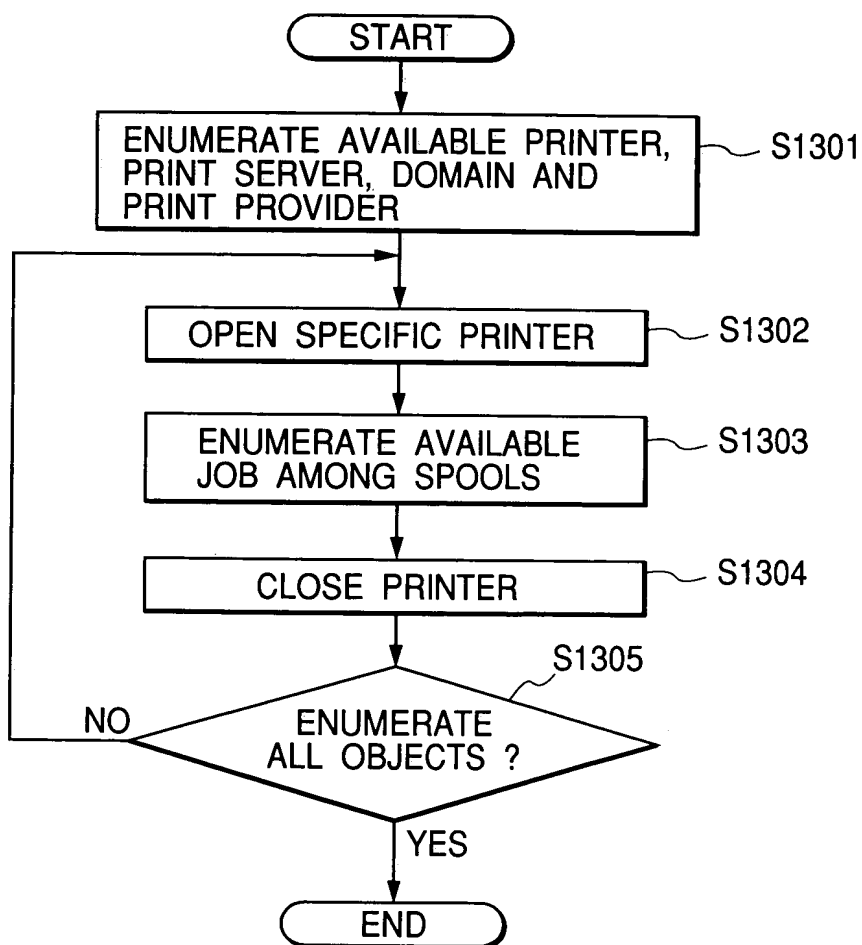 START
ENUMERATE AVAILABLE PRINTER,
PRINT SERVER, DOMAIN AND
PRINT PROVIDER
S1301
OPEN SPECIFIC PRINTER
S1302
ENUMERATE AVAILABLE
JOB AMONG SPOOLS
S1303
CLOSE PRINTER
S1304
S1305
ENUMERATE
ALL OBJECTS ?
NO
YES
END